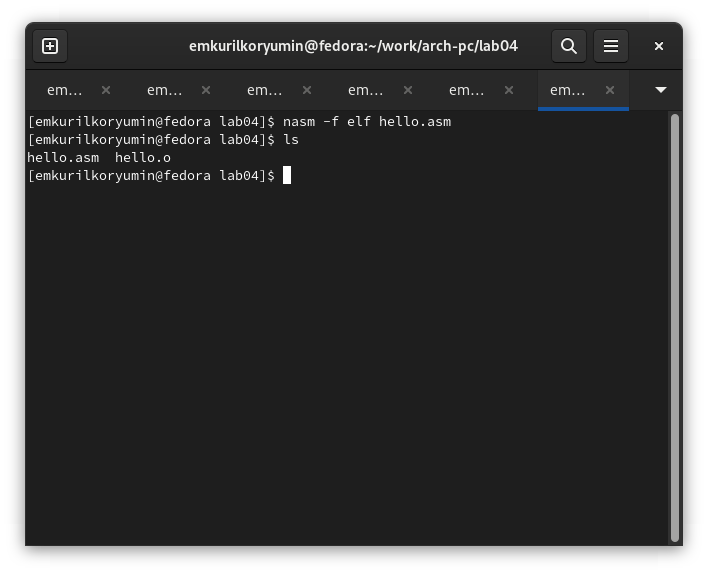 emkurilkoryumin@fedora:~/work/arch-pc/lab04
em... em... em... em... em... em...
[emkurilkoryumin@fedora lab04]$ nasm -f elf hello.asm
[emkurilkoryumin@fedora lab04]$ ls
hello.asm  hello.o
[emkurilkoryumin@fedora lab04]$